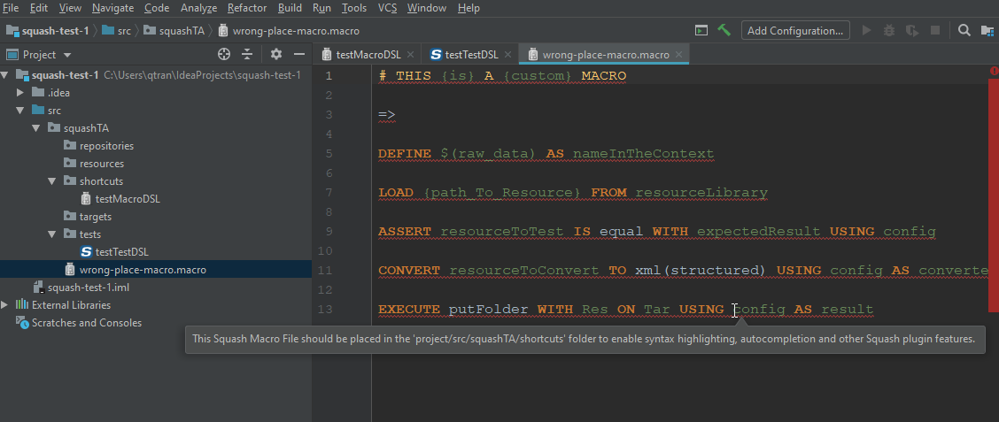 File Edit View Navigate Code Analyze Refactor Build Run Tools VCS Window Help
squash-test-1 src squashTA wrong-place-macro.macro Add Configuration...
Project testMacroDSL testTestDSL wrong-place-macro.macro
squash-test-1 C:\Users\qtran\IdeaProjects\squash-test-1
.idea
src
squashTA
repositories
resources
shortcuts
testMacroDSL
targets
tests
testTestDSL
wrong-place-macro.macro
squash-test-1.iml
External Libraries
Scratches and Consoles
1 # THIS {is} A {custom} MACRO
2
3 =>
4
5 DEFINE $(raw_data) AS nameInTheContext
6
7 LOAD {path_To_Resource} FROM resourceLibrary
8
9 ASSERT resourceToTest IS equal WITH expectedResult USING config
10
11 CONVERT resourceToConvert TO xml(structured) USING config AS converte
12
13 EXECUTE putFolder WITH Res ON Tar USING config AS result
This Squash Macro File should be placed in the 'project/src/squashTA/shortcuts' folder to enable syntax highlighting, autocompletion and other Squash plugin features.